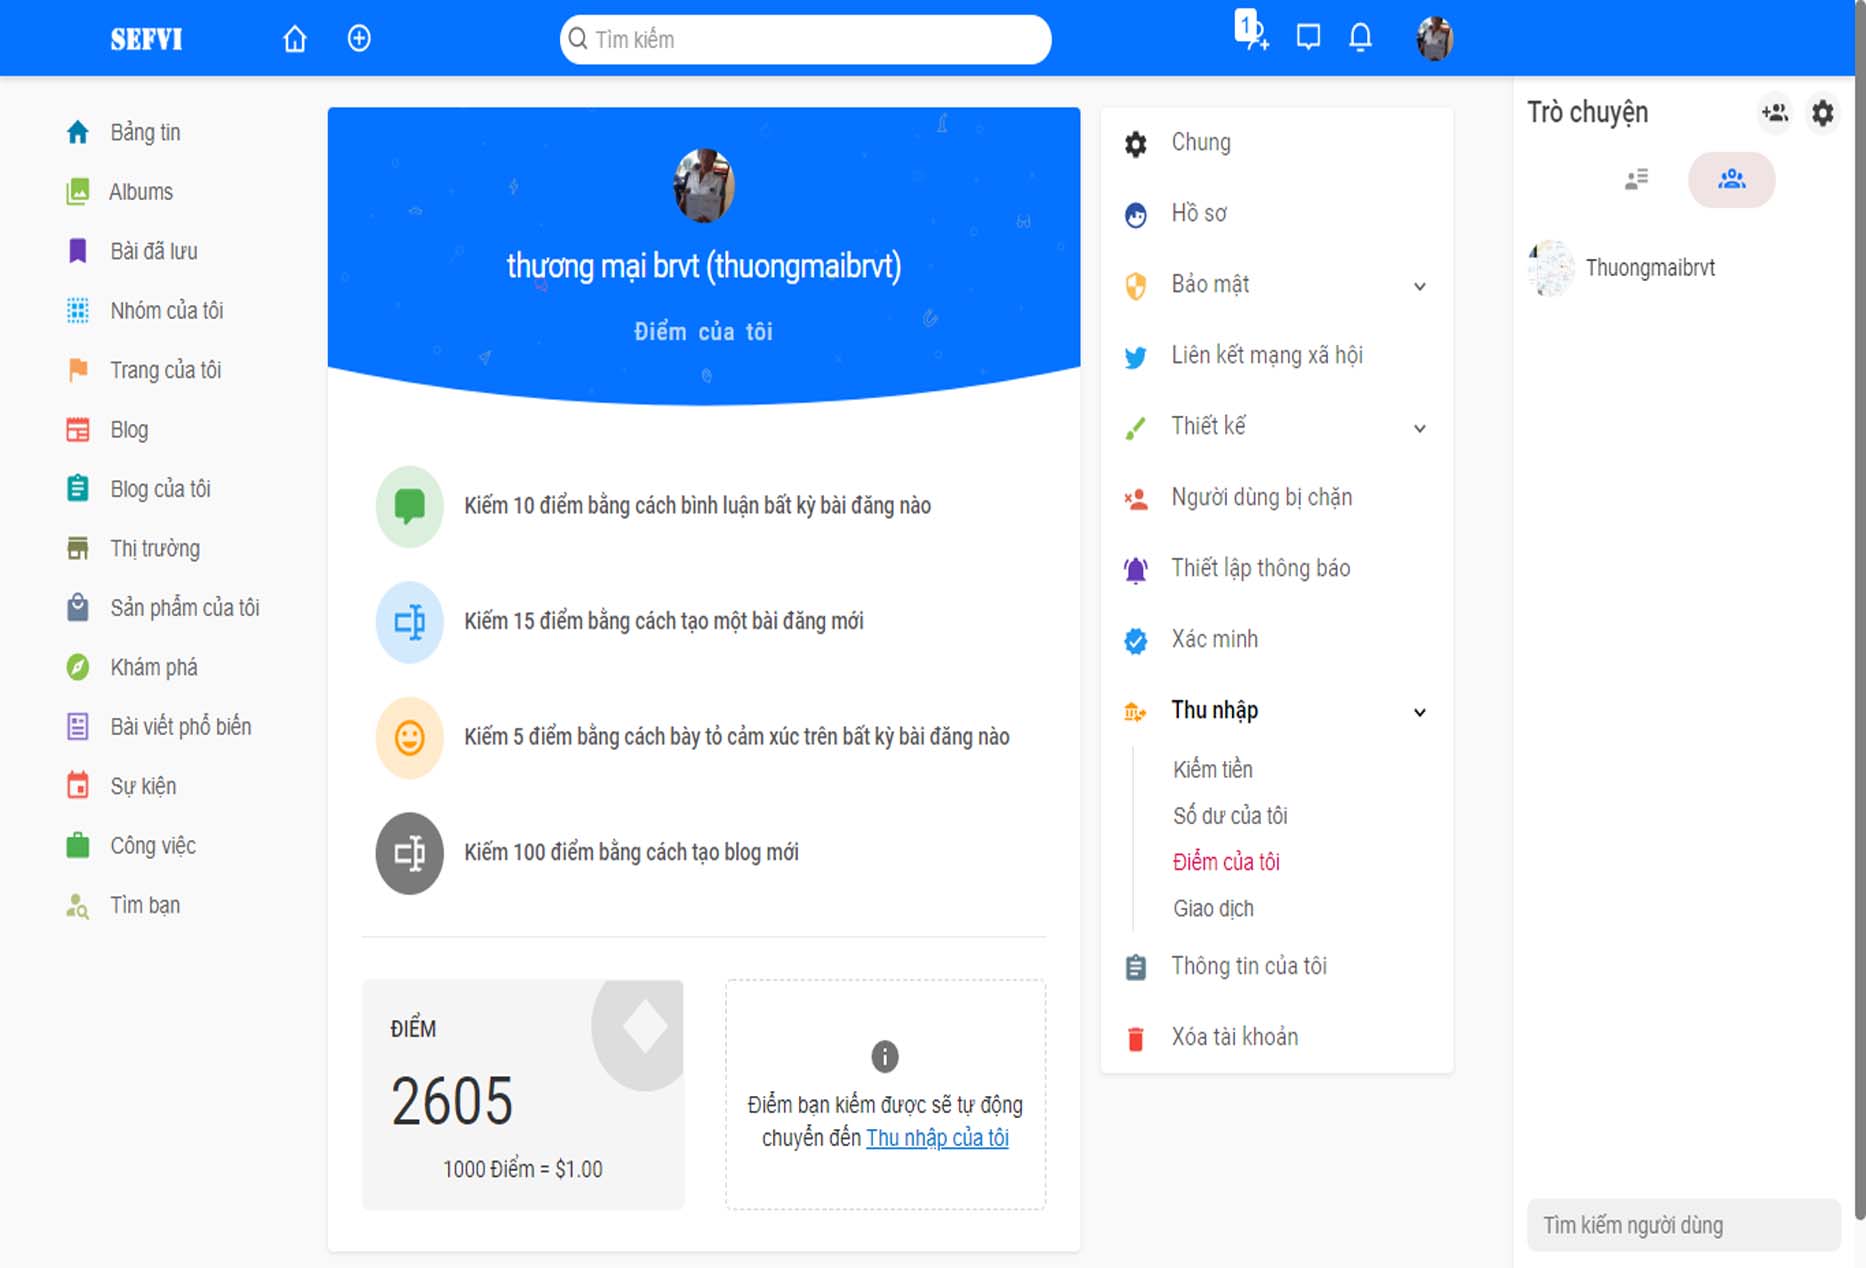 SEFVI
Tìm kiếm
1
Bảng tin
Albums
Bài đã lưu
Nhóm của tôi
Trang của tôi
Blog
Blog của tôi
Thị trường
Sản phẩm của tôi
Khám phá
Bài viết phổ biến
Sự kiện
Công việc
Tìm bạn
thương mại brvt (thuongmaibrvt)
Điểm của tôi
Kiếm 10 điểm bằng cách bình luận bất kỳ bài đăng nào
Kiếm 15 điểm bằng cách tạo một bài đăng mới
Kiếm 5 điểm bằng cách bày tỏ cảm xúc trên bất kỳ bài đăng nào
Kiếm 100 điểm bằng cách tạo blog mới
ĐIỂM
2605
1000 Điểm = $1.00
Điểm bạn kiếm được sẽ tự động
chuyển đến Thu nhập của tôi
Chung
Hồ sơ
Bảo mật
Liên kết mạng xã hội
Thiết kế
Người dùng bị chặn
Thiết lập thông báo
Xác minh
Thu nhập
Kiếm tiền
Số dư của tôi
Điểm của tôi
Giao dịch
Thông tin của tôi
Xóa tài khoản
Trò chuyện
Thuongmaibrvt
Tìm kiếm người dùng